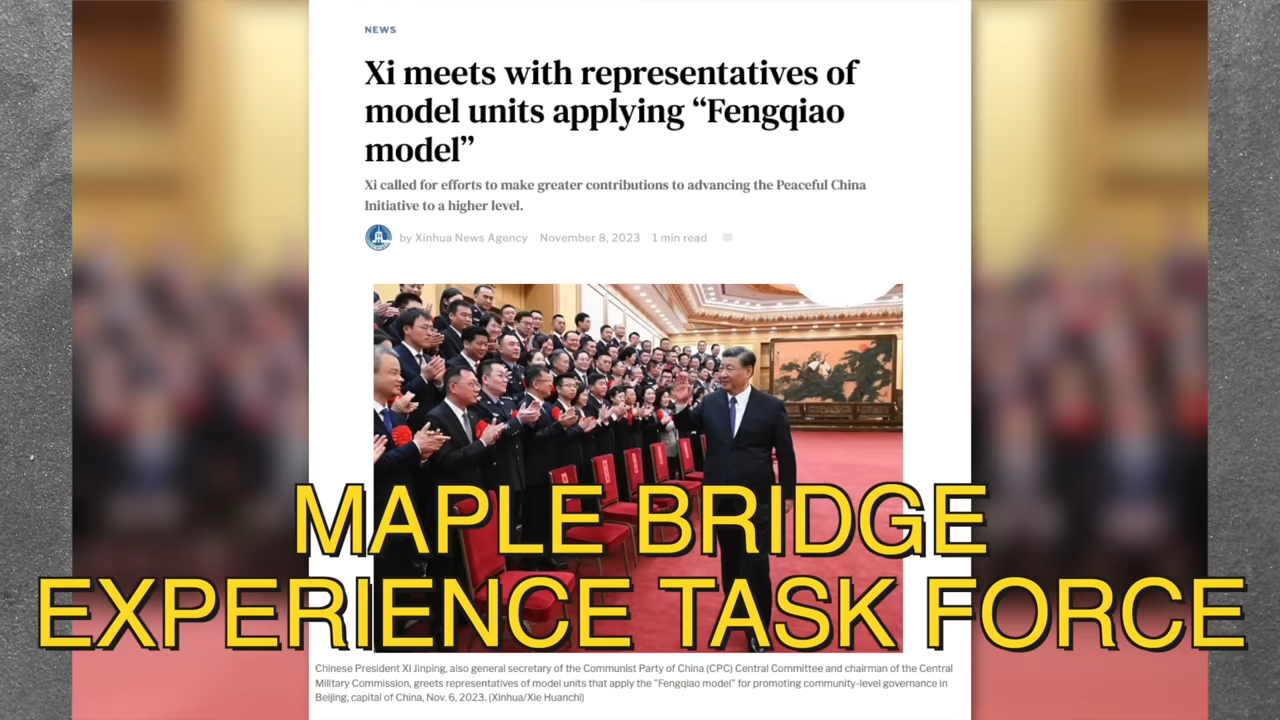 NEWS
Xi meets with representatives of
model units applying “Fengqiao
model”
Xi called for efforts to make greater contributions to advancing the Peaceful China
Initiative to a higher level.
by Xinhua News Agency November 8, 2023 1 min read
MAPLE BRIDGE
EXPERIENCE TASK FORCE
Chinese President Xi Jinping, also general secretary of the Communist Party of China (CPC) Central Committee and chairman of the Central
Military Commission, greets representatives of model units that apply the "Fengqiao model" for promoting community-level governance in
Beijing, capital of China, Nov. 6, 2023. (Xinhua/Xie Huanchi)